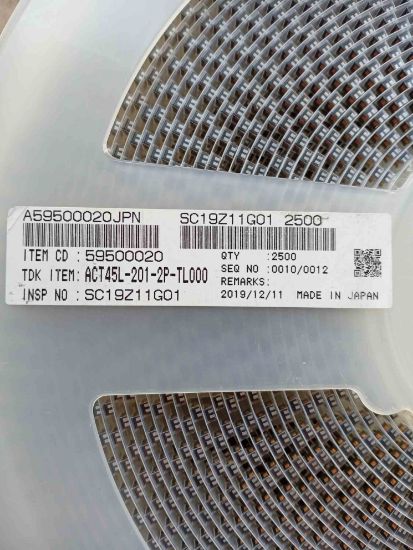 A59500020JPN SC19Z11G01 2500
ITEM CD : 59500020 QTY :2500
TDK ITEM: ACT45L-201-2P-TL000 SEQ NO :0010/0012
REMARKS:
INSP NO : SC19Z11G01 2019/12/11 MADE IN JAPAN